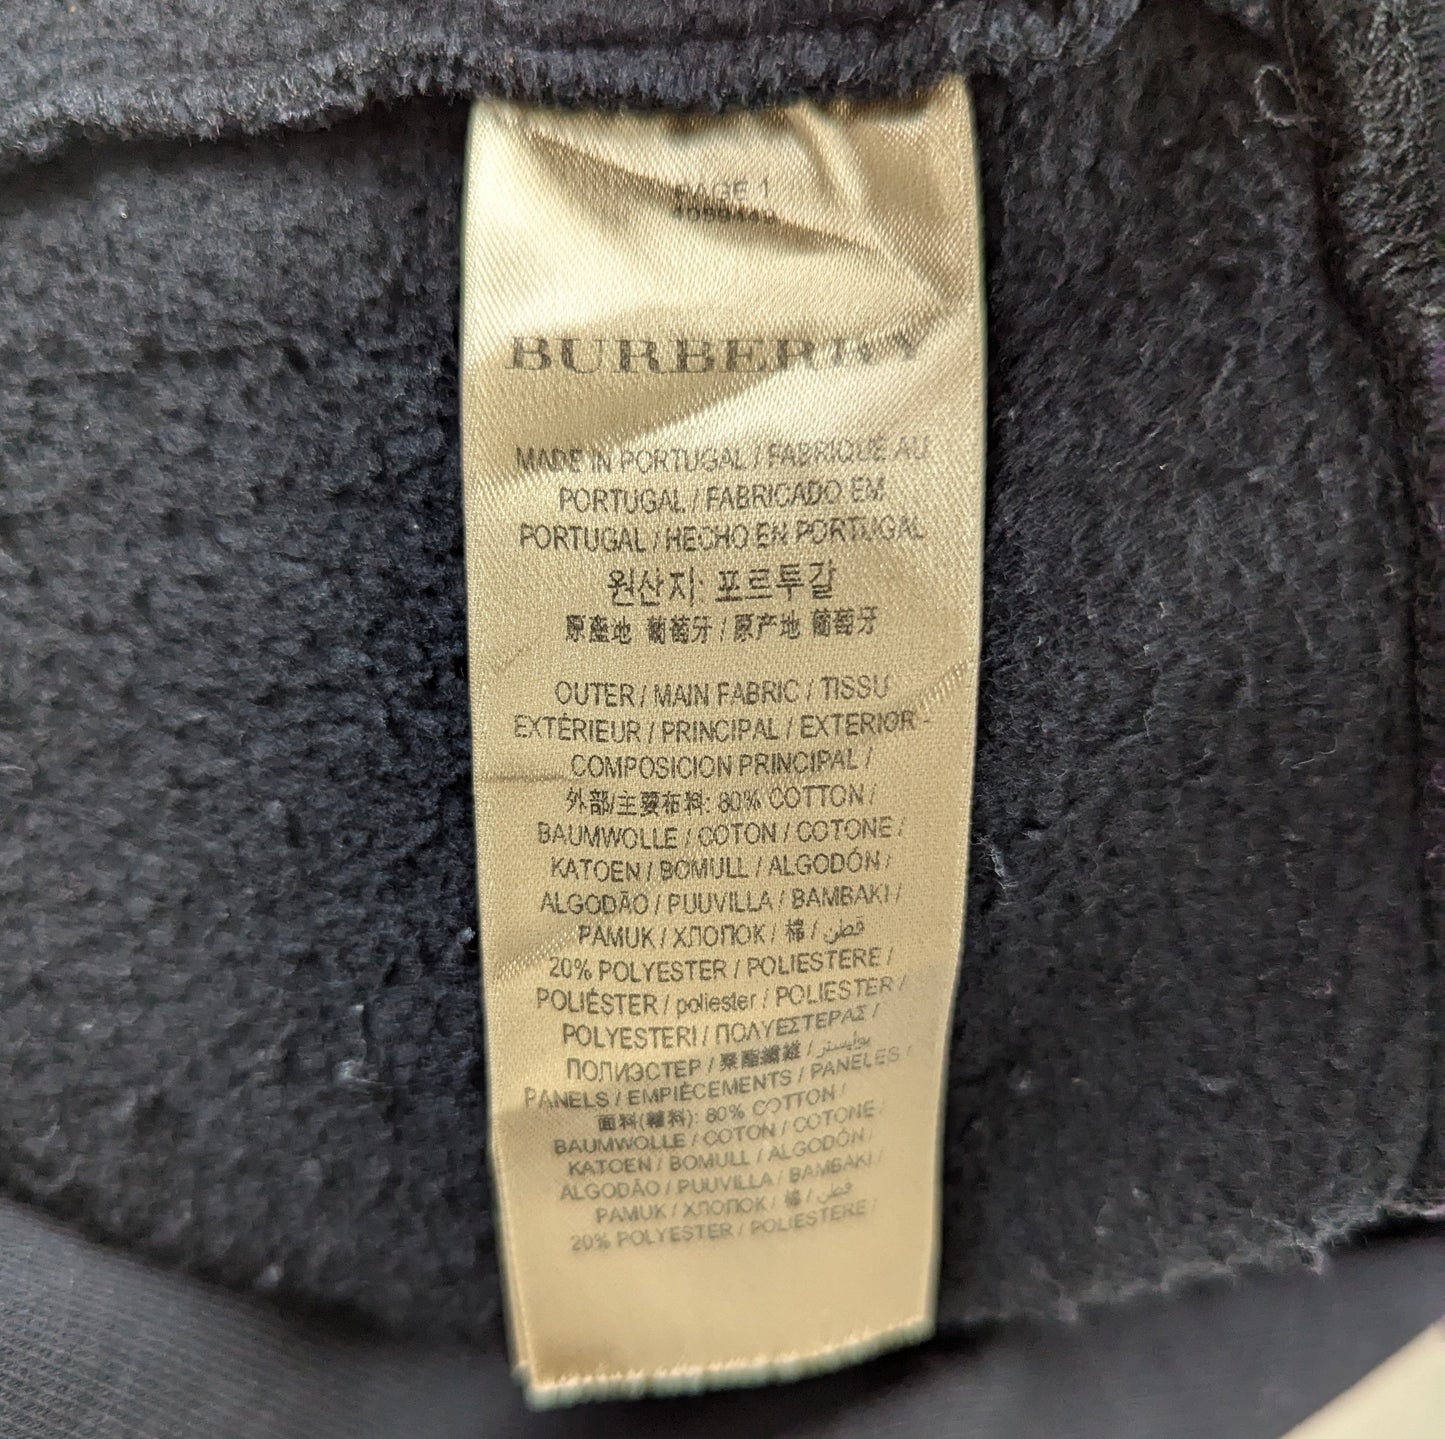 PAGE 1
BURBERRY
MADE IN PORTUGAL / FABRIQUÉ AU
PORTUGAL / FABRICADO EM
PORTUGAL / HECHO EN PORTUGAL
원산지: 포르투갈
原產地 葡萄牙 / 原产地 葡萄牙
OUTER / MAIN FABRIC / TISSU
EXTÉRIEUR / PRINCIPAL / EXTERIOR -
COMPOSICION PRINCIPAL /
外部/主要布料: 80% COTTON /
BAUMWOLLE / COTON / COTONE /
KATOEN / BOMULL / ALGODÓN /
ALGODÃO / PUUVILLA / BAMBAKI /
PAMUK / ХЛОПОК / 棉 / قطن
20% POLYESTER / POLIESTERE /
POLIÉSTER / poliester / POLIESTER /
POLYESTERI / ΠΟΛΥΕΣΤΕΡΑΣ /
ПОЛИЭСТЕР / 聚酯纖維 / بوليستر
PANELS / EMPIÈCEMENTS / PANELES /
面料(輔料): 80% COTTON /
BAUMWOLLE / COTON / COTONE /
KATOEN / BOMULL / ALGODÓN /
ALGODÃO / PUUVILLA / BAMBAKI /
PAMUK / ХЛОПОК / 棉 / قطن
20% POLYESTER / POLIESTERE /